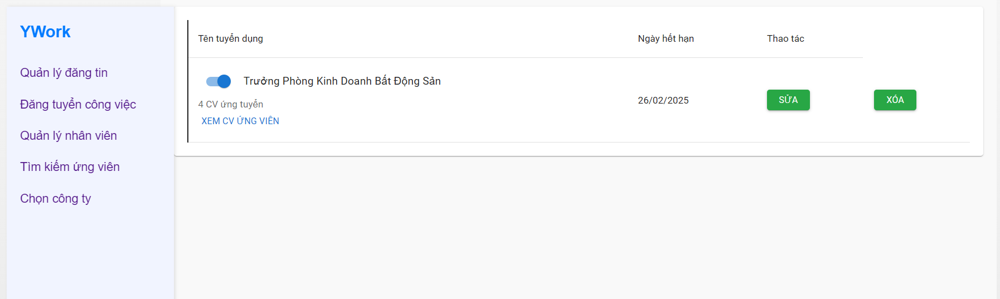 YWork
Quản lý đăng tin
Đăng tuyển công việc
Quản lý nhân viên
Tìm kiếm ứng viên
Chọn công ty
Tên tuyển dụng Ngày hết hạn Thao tác
Trưởng Phòng Kinh Doanh Bất Động Sản
4 CV ứng tuyển
XEM CV ỨNG VIÊN
26/02/2025
SỬA
XÓA